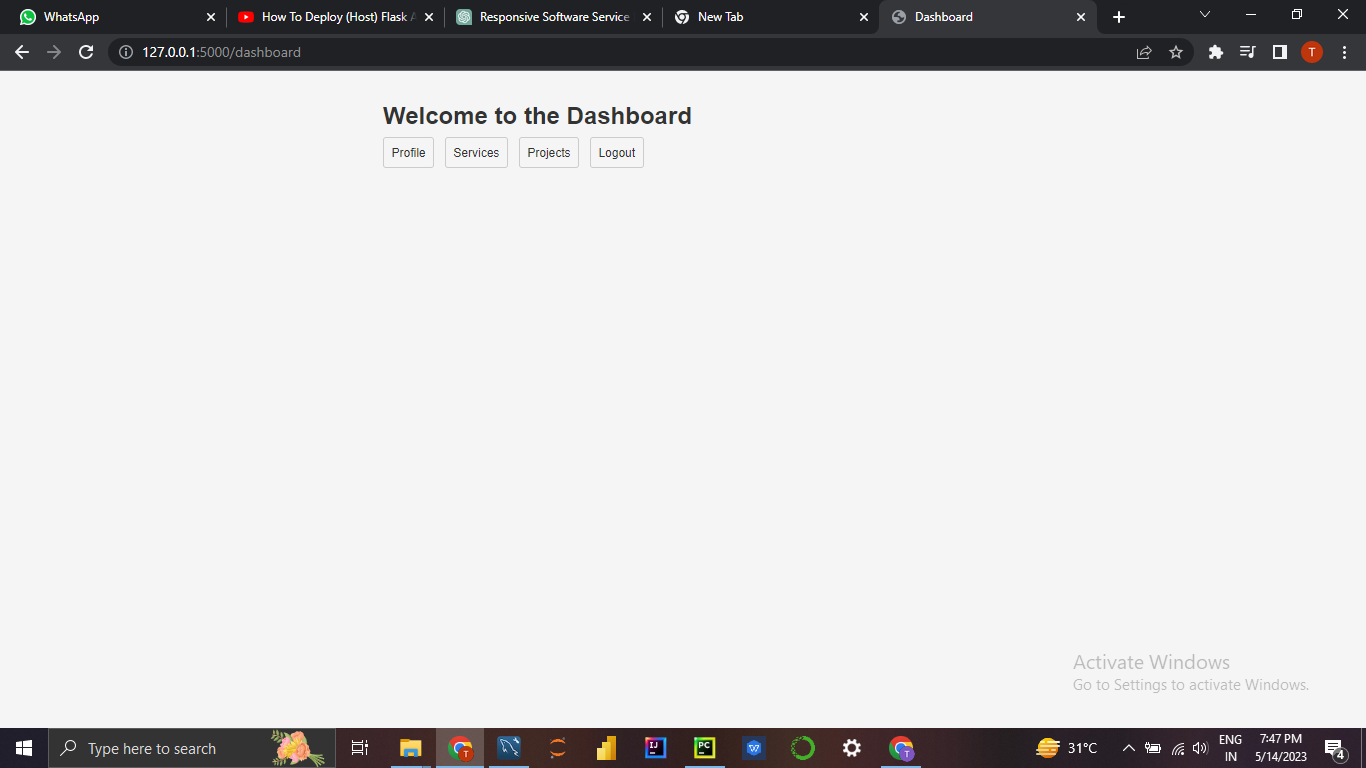 WhatsApp
How To Deploy (Host) Flask A
Responsive Software Service
New Tab
Dashboard
127.0.0.1:5000/dashboard
T
Welcome to the Dashboard
Profile
Services
Projects
Logout
Activate Windows
Go to Settings to activate Windows.
Type here to search
T
IJ
PC
W
T
31°C
ENG
IN
7:47 PM
5/14/2023
4